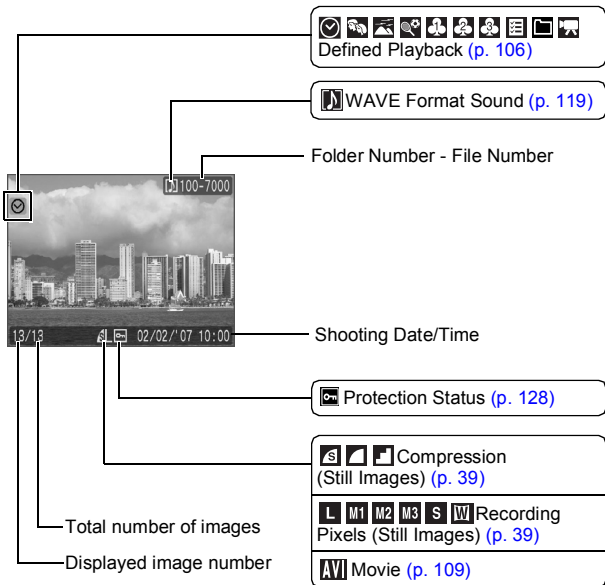 Defined Playback (p. 106)
WAVE Format Sound (p. 119)
Folder Number - File Number
100-7000
13/13 S L 02/02/'07 10:00
Shooting Date/Time
Protection Status (p. 128)
S Compression
(Still Images) (p. 39)
L M1 M2 M3 S W Recording
Pixels (Still Images) (p. 39)
AVI Movie (p. 109)
Total number of images
Displayed image number